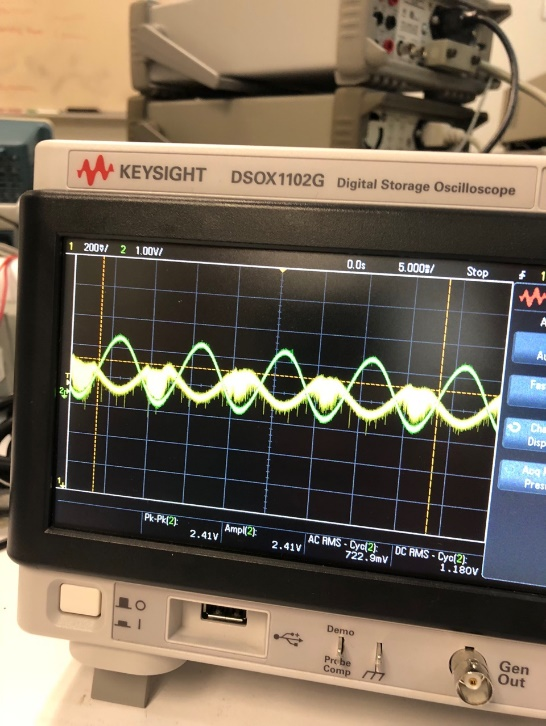 KEYSIGHT DSOX1102G Digital Storage Oscilloscope
1 200▿/ 2 1.00V/ 0.0s 5.000▿/ Stop
Pk-Pk(2): Ampl(2): AC RMS - Cyc(2): DC RMS - Cyc(2):
2.41V 2.41V 722.9mV 1.180V
Demo
Probe
Comp
Gen
Out